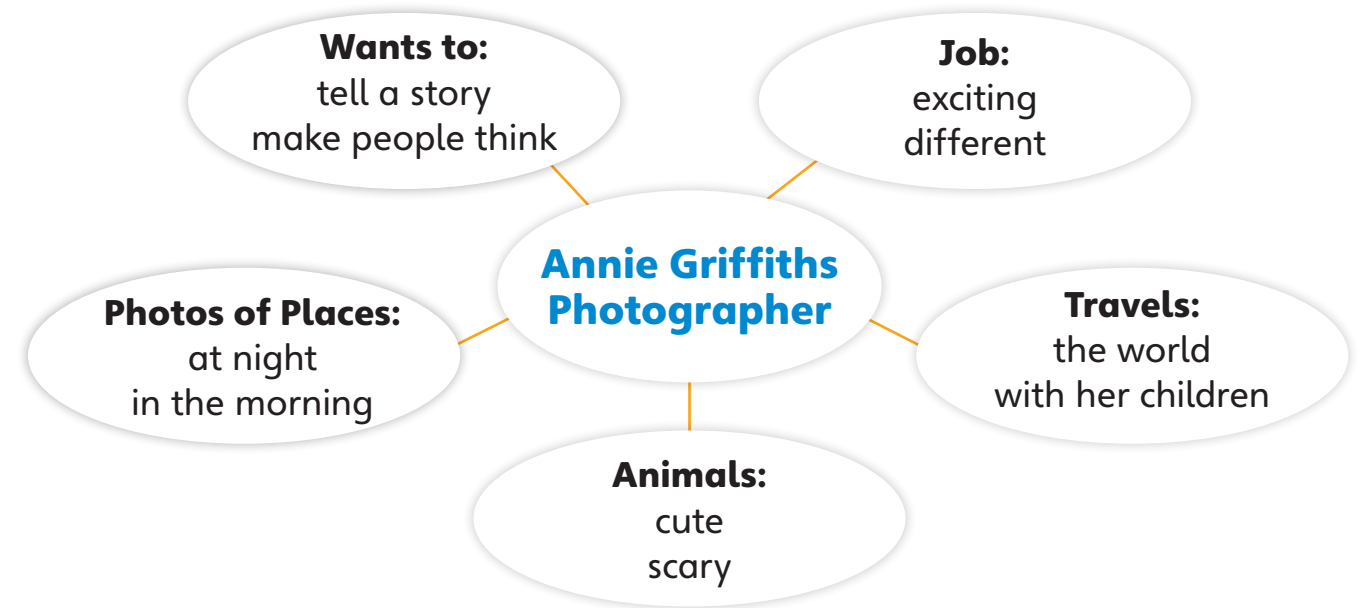 Wants to:
tell a story
make people think
Job:
exciting
different
Annie Griffiths
Photographer
Photos of Places:
at night
in the morning
Travels:
the world
with her children
Animals:
cute
scary